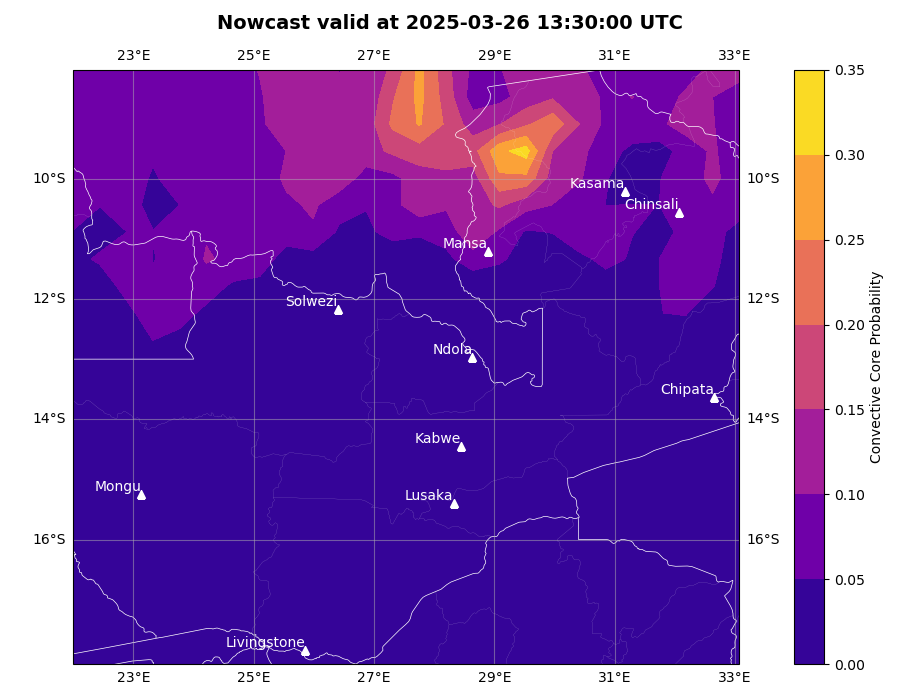 Nowcast valid at 2025-03-26 13:30:00 UTC
23°E 25°E 27°E 29°E 31°E 33°E
0.35
0.30
0.25
0.20
0.15
0.10
0.05
0.00
Convective Core Probability
10°S 10°S
12°S 12°S
14°S 14°S
16°S 16°S
Kasama
Chinsali
Mansa
Solwezi
Ndola
Chipata
Kabwe
Mongu
Lusaka
Livingstone
23°E 25°E 27°E 29°E 31°E 33°E